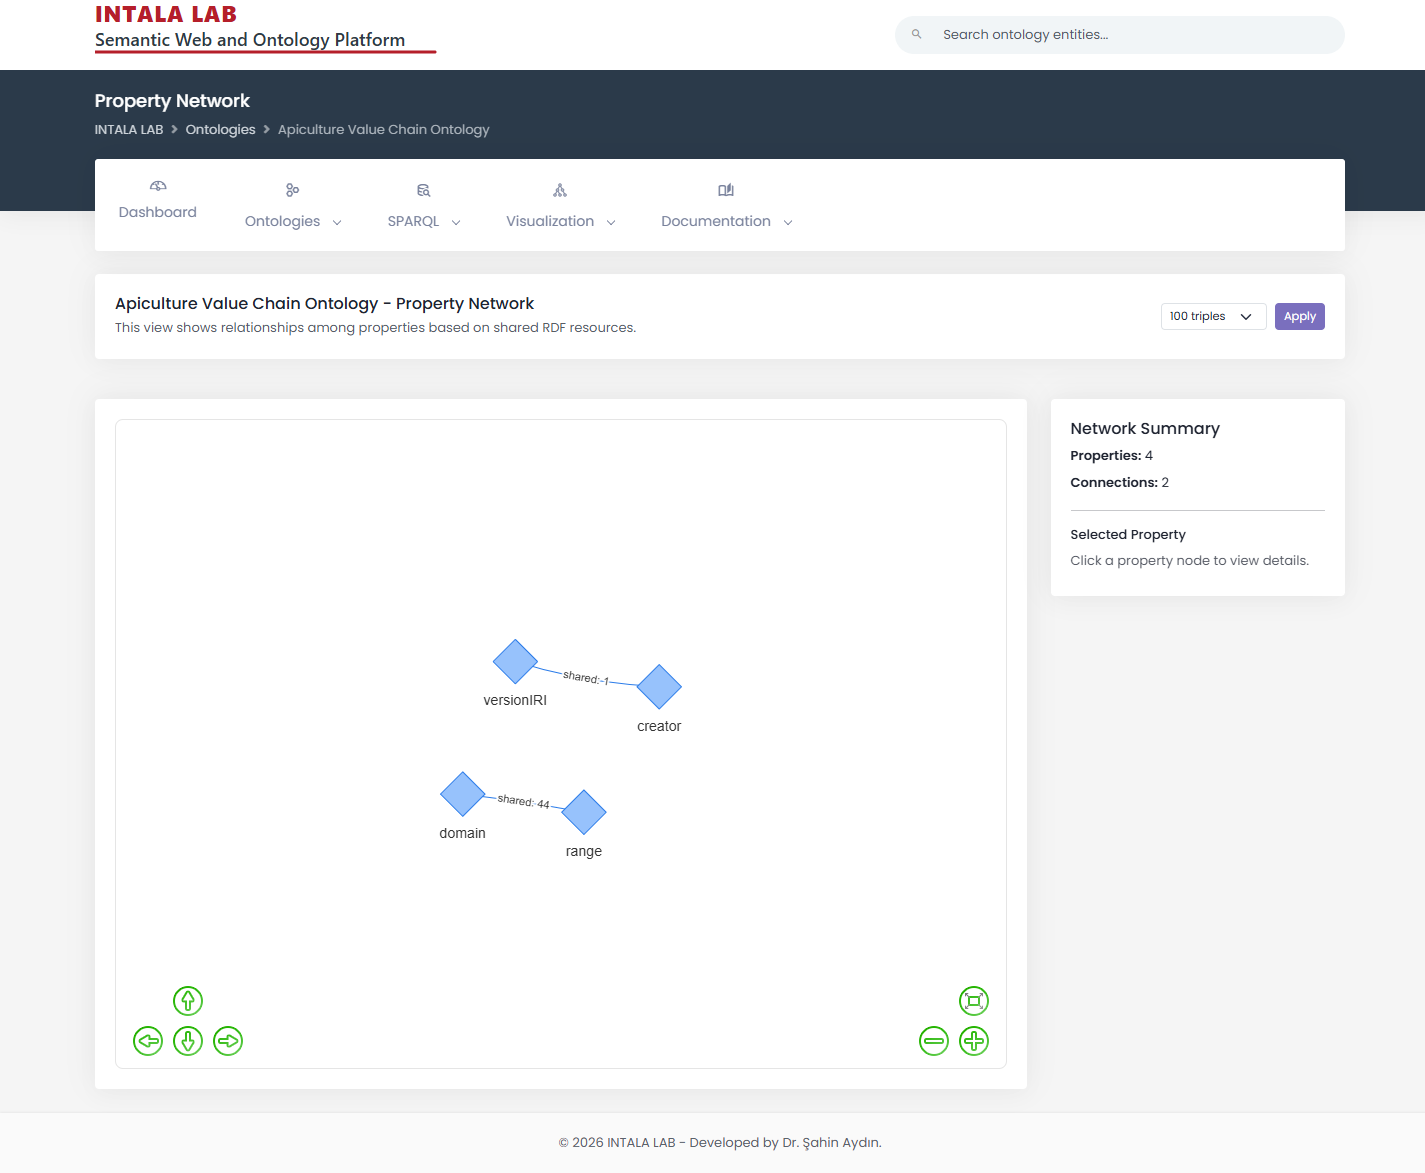 INTALA LAB
Semantic Web and Ontology Platform
Search ontology entities...
Property Network
INTALA LAB > Ontologies > Apiculture Value Chain Ontology
Dashboard
Ontologies
SPARQL
Visualization
Documentation
Apiculture Value Chain Ontology - Property Network
This view shows relationships among properties based on shared RDF resources.
100 triples
Apply
Network Summary
Properties: 4
Connections: 2
Selected Property
Click a property node to view details.
shared: 1
versionIRI
creator
shared: 44
domain
range
© 2026 INTALA LAB - Developed by Dr. Şahin Aydın.